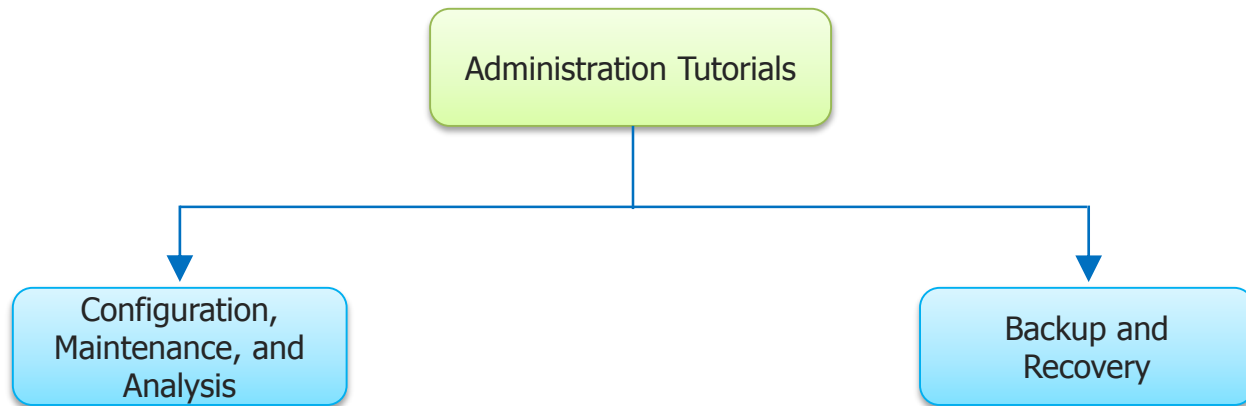 Administration Tutorials
Configuration,
Maintenance, and
Analysis
Backup and
Recovery